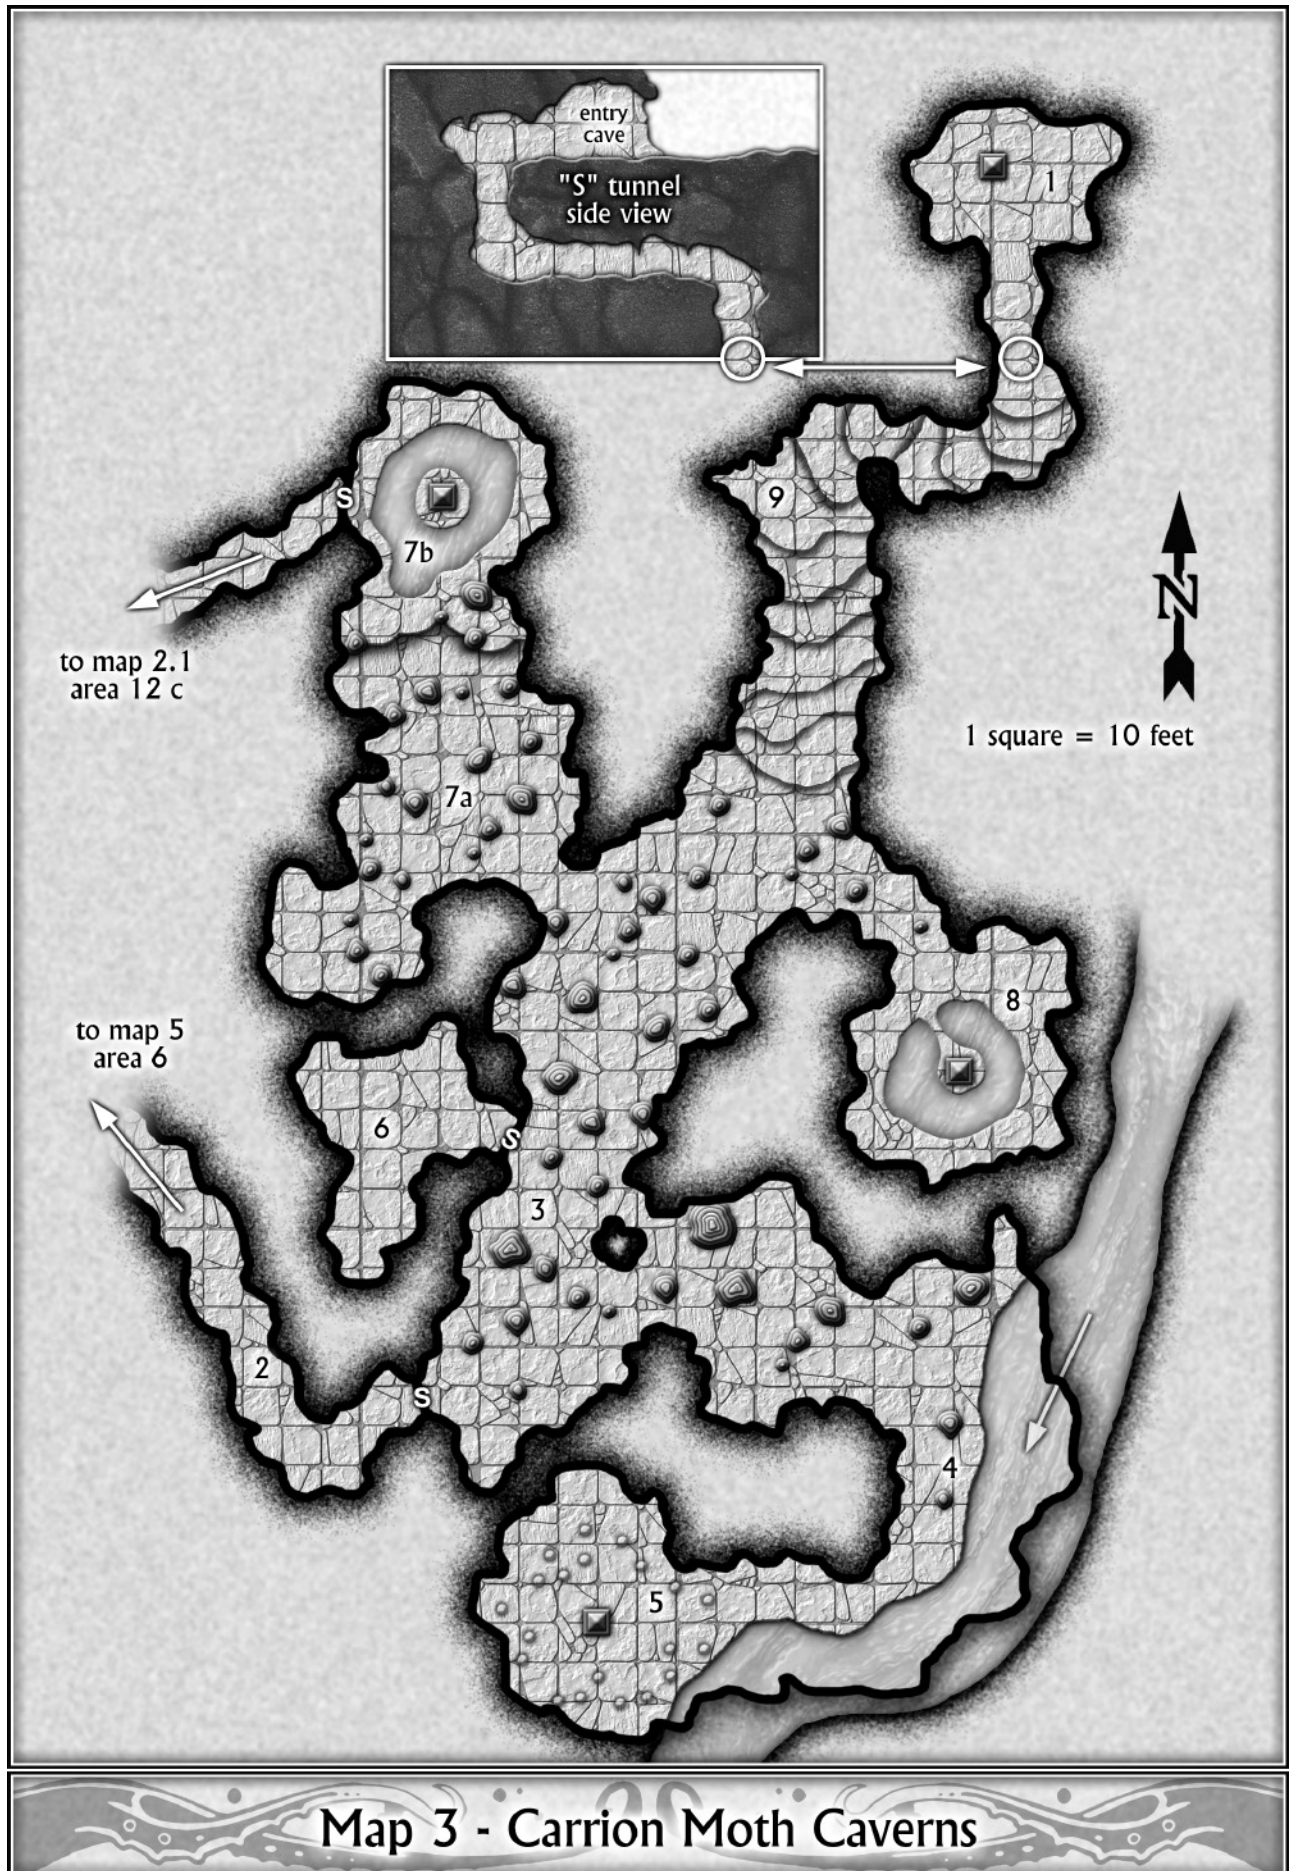 entry
cave
"S" tunnel
side view
1
9
S
7b
N
to map 2.1
area 12 c
1 square = 10 feet
7a
8
to map 5
area 6
6
S
3
2
S
4
5
Map 3 - Carrion Moth Caverns